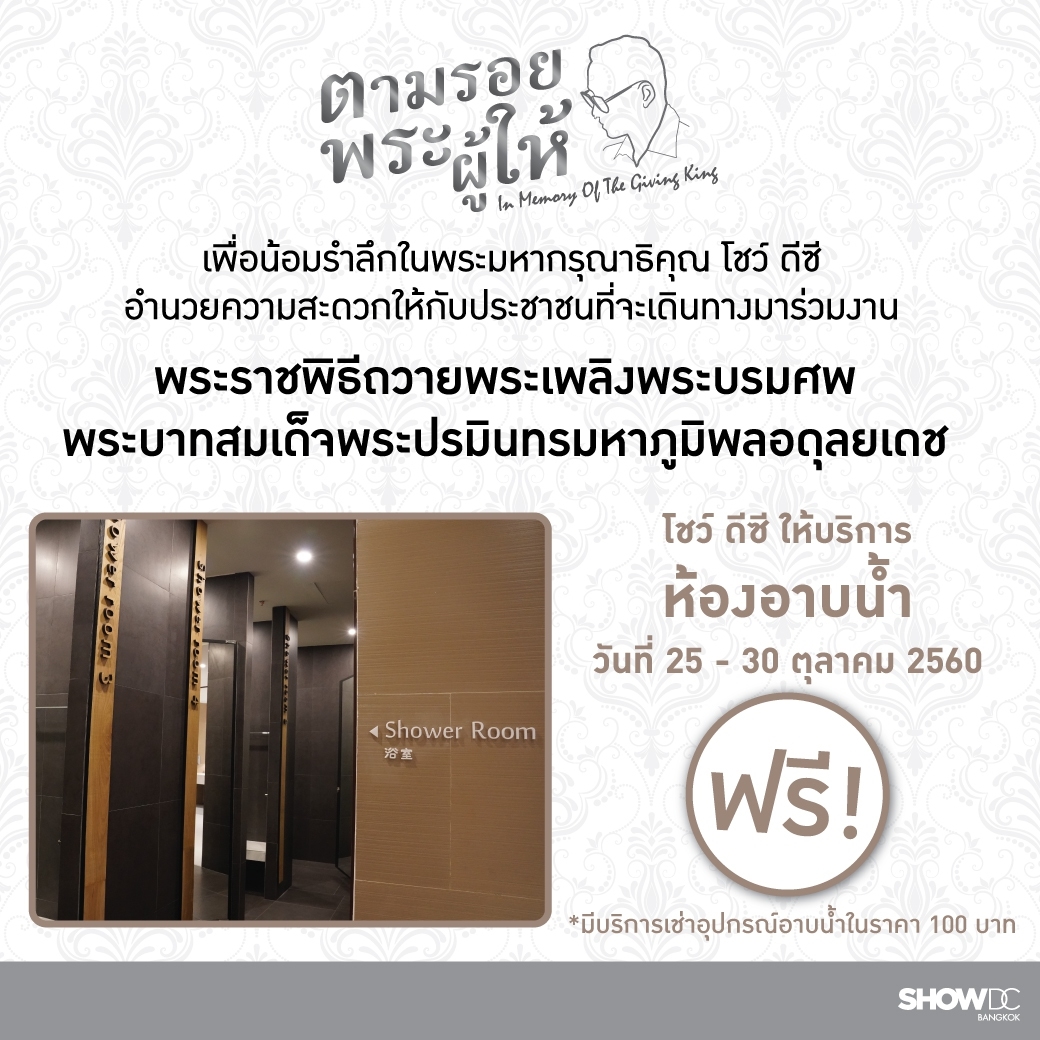 ตามรอย
พระผู้ให้
In Memory Of The Giving King
เพื่อน้อมรำลึกในพระมหากรุณาธิคุณ โชว์ ดีซี
อำนวยความสะดวกให้กับประชาชนที่จะเดินทางมาร่วมงาน
พระราชพิธีถวายพระเพลิงพระบรมศพ
พระบาทสมเด็จพระปรมินทรมหาภูมิพลอดุลยเดช
shower room 5
shower room 4
◀ Shower Room
浴室
โชว์ ดีซี ให้บริการ
ห้องอาบน้ำ
วันที่ 25 - 30 ตุลาคม 2560
ฟรี!
*มีบริการเช่าอุปกรณ์อาบน้ำในราคา 100 บาท
SHOWDC
BANGKOK